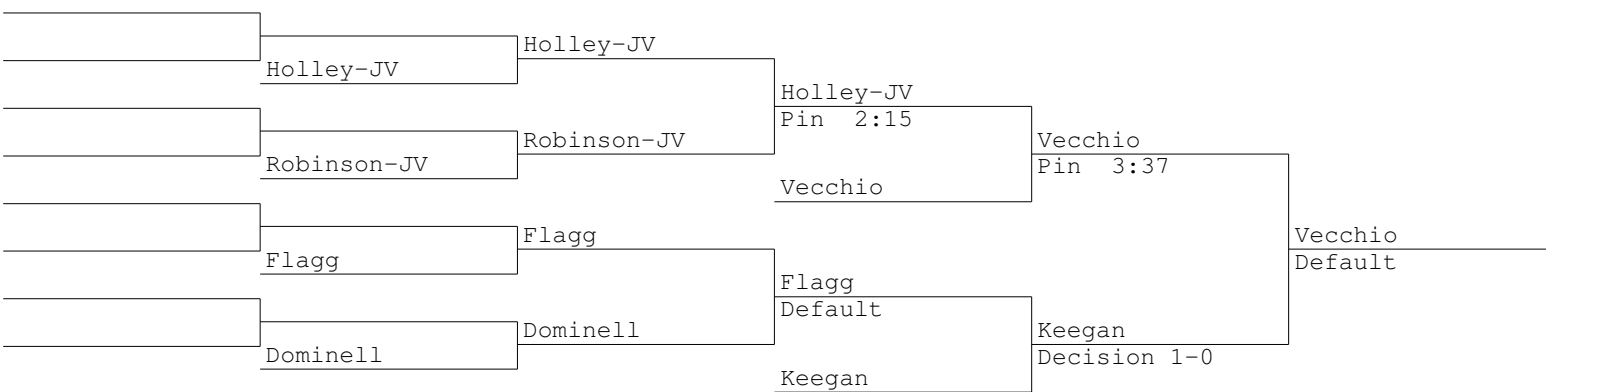 Holley-JV
Holley-JV
Holley-JV
Pin 2:15
Robinson-JV
Vecchio
Robinson-JV
Pin 3:37
Vecchio
Flagg
Vecchio
Flagg
Default
Flagg
Default
Dominell
Keegan
Dominell
Decision 1-0
Keegan